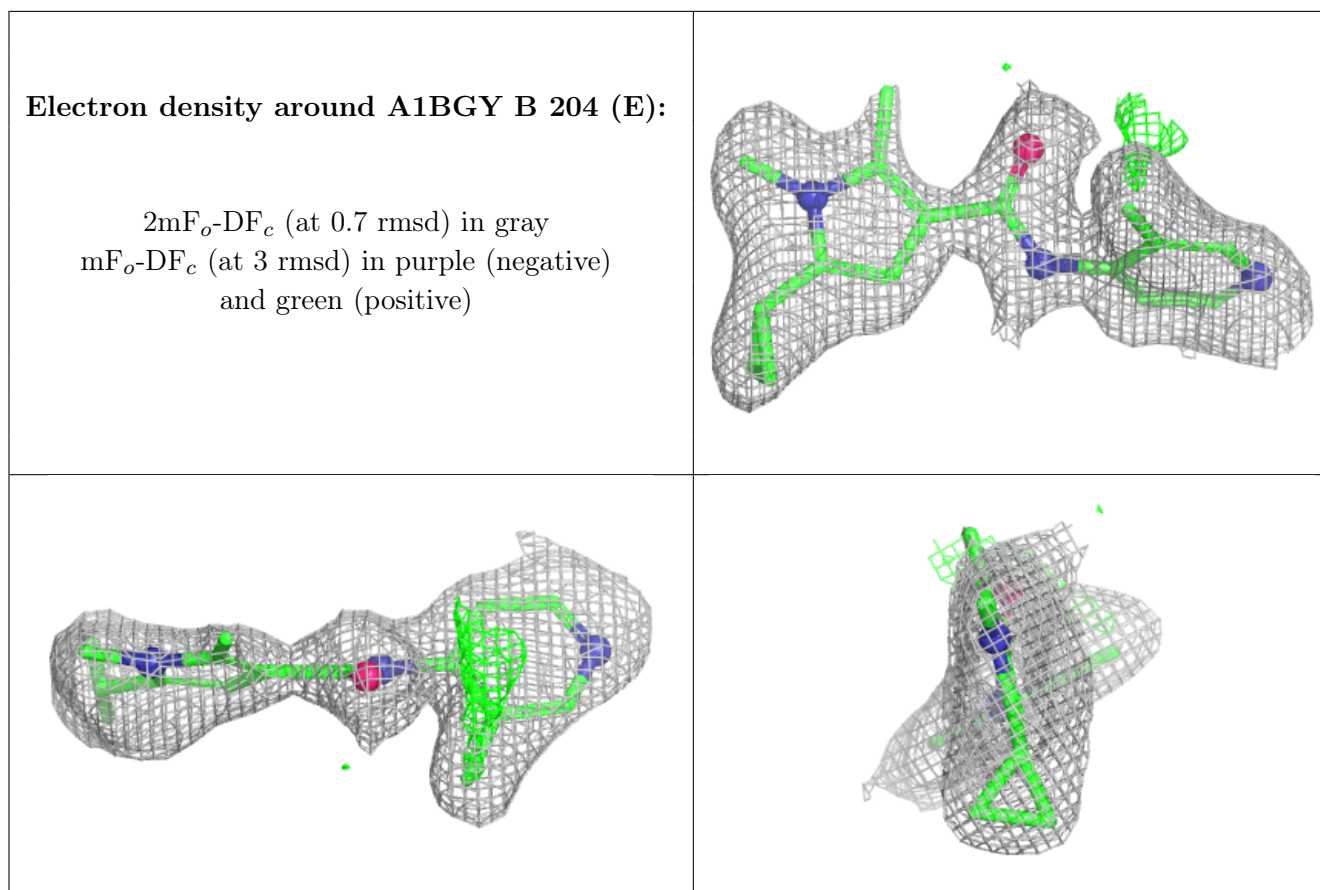 Electron density around A1BGY B 204 (E):
2mFo-DFc (at 0.7 rmsd) in gray
mFo-DFc (at 3 rmsd) in purple (negative)
and green (positive)